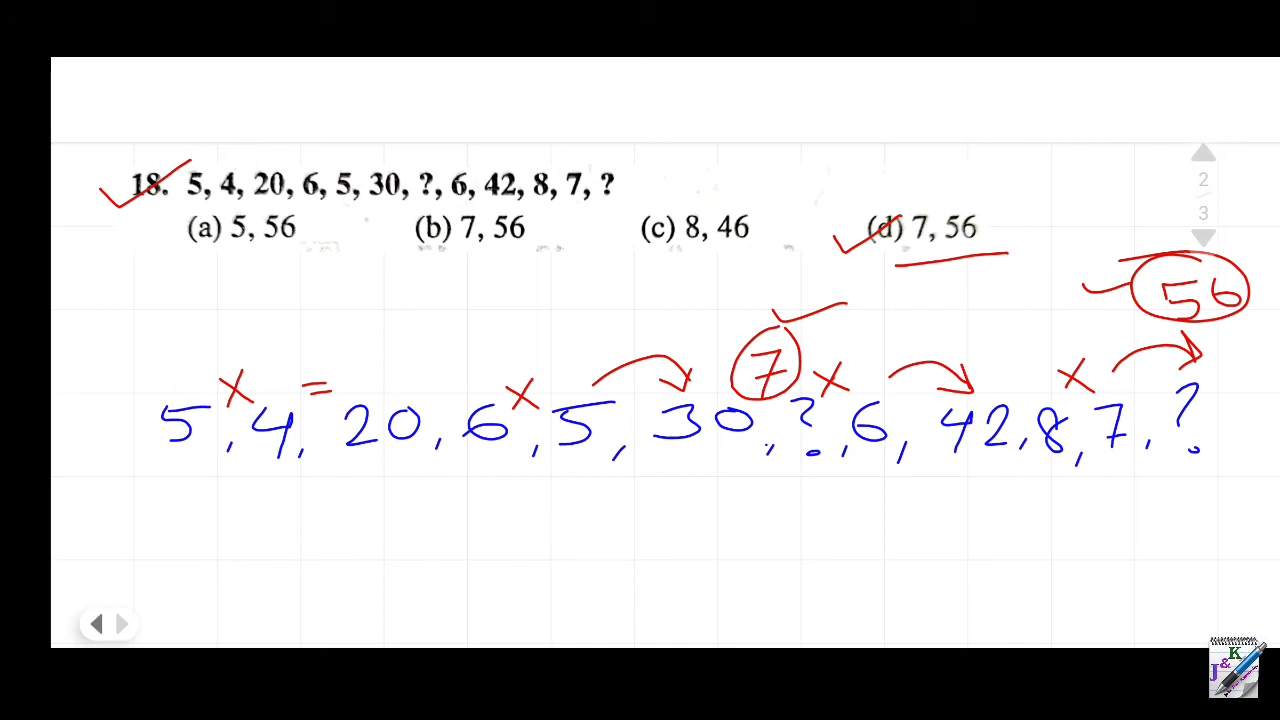 18. 5, 4, 20, 6, 5, 30, ?, 6, 42, 8, 7, ?
(a) 5, 56 (b) 7, 56 (c) 8, 46 (d) 7, 56
2
3
56
7
× = × × ×
5, 4, 20, 6, 5, 30, ?, 6, 42, 8, 7, ?
J&K